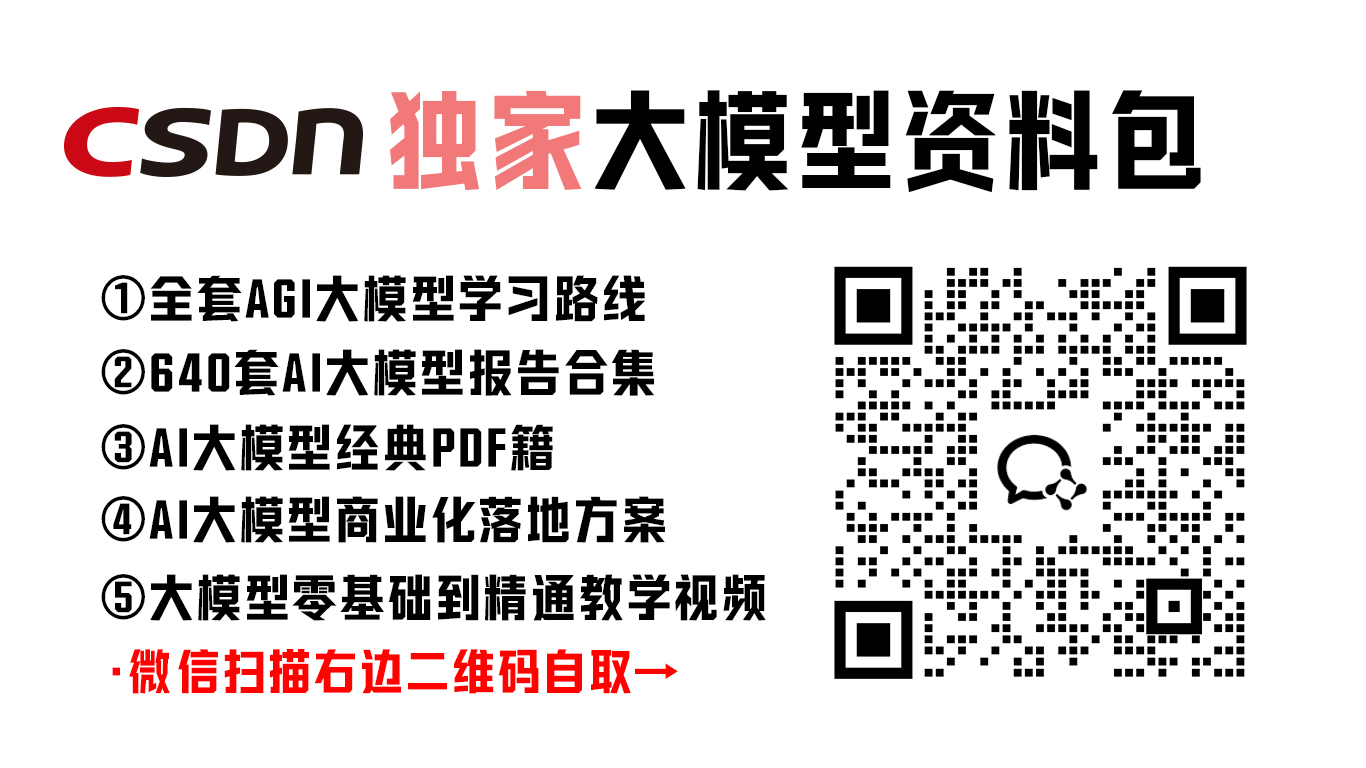 CSDN 独家大模型资料包
①全套AGI大模型学习路线
②640套AI大模型报告合集
③AI大模型经典PDF籍
④AI大模型商业化落地方案
⑤大模型零基础到精通教学视频
·微信扫描右边二维码自取→